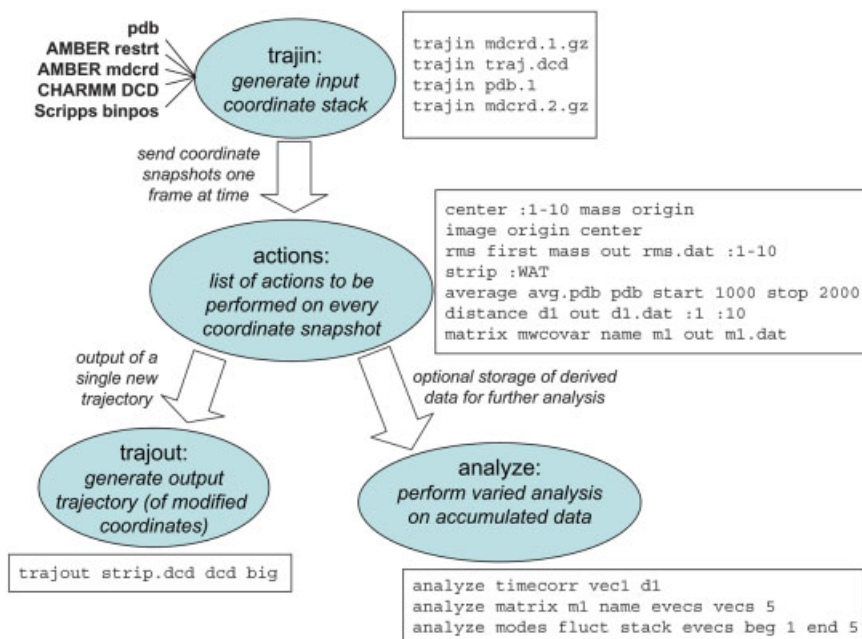 pdb
AMBER restrt
AMBER mdcrd
CHARMM DCD
Scripps binpos
trajin:
generate input
coordinate stack
trajin mdcrd.1.gz
trajin traj.dcd
trajin pdb.1
trajin mdcrd.2.gz
send coordinate
snapshots one
frame at time
actions:
list of actions to be
performed on every
coordinate snapshot
center :1-10 mass origin
image origin center
rms first mass out rms.dat :1-10
strip :WAT
average avg.pdb pdb start 1000 stop 2000
distance d1 out d1.dat :1 :10
matrix mwcovar name m1 out m1.dat
output of a
single new
trajectory
optional storage of derived
data for further analysis
trajout:
generate output
trajectory (of modified
coordinates)
trajout strip.dcd dcd big
analyze:
perform varied analysis
on accumulated data
analyze timecorr vec1 d1
analyze matrix m1 name evecs vecs 5
analyze modes fluct stack evecs beg 1 end 5